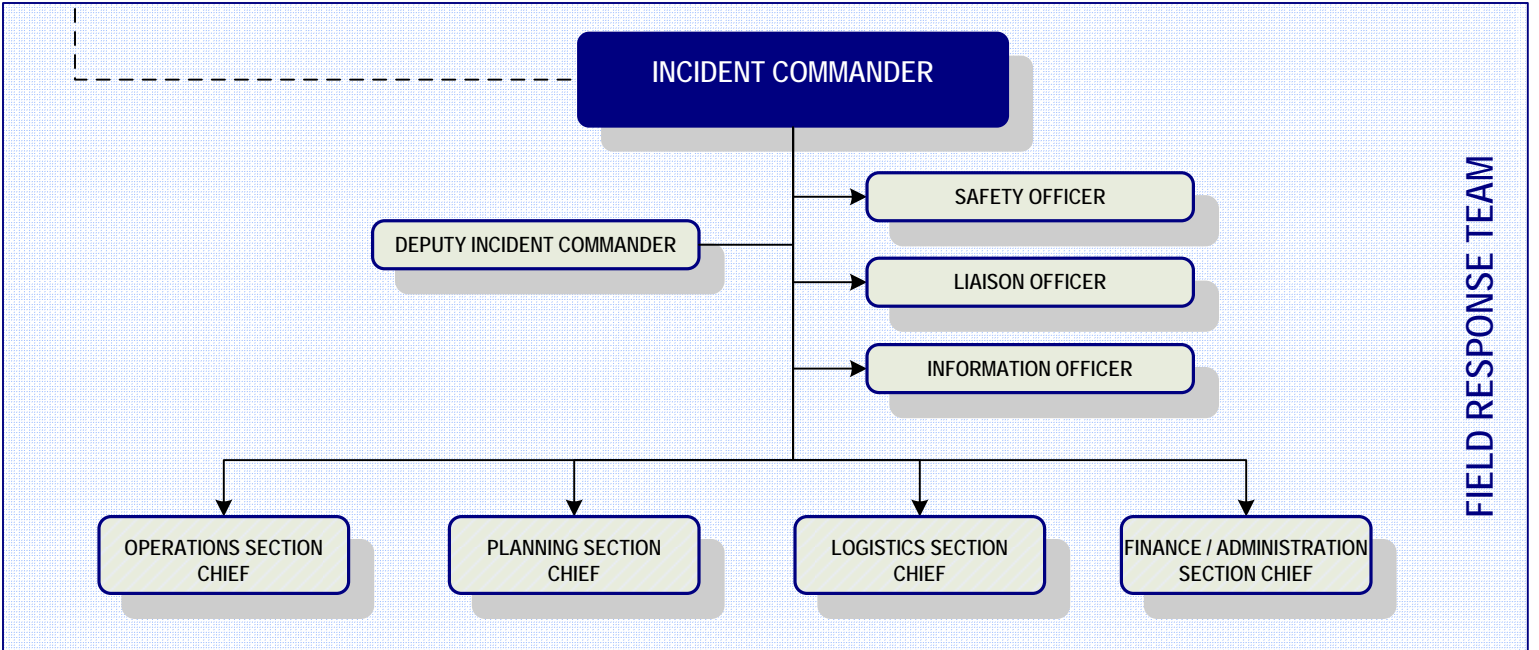 INCIDENT COMMANDER
SAFETY OFFICER
DEPUTY INCIDENT COMMANDER
LIAISON OFFICER
INFORMATION OFFICER
OPERATIONS SECTION
CHIEF
PLANNING SECTION
CHIEF
LOGISTICS SECTION
CHIEF
FINANCE / ADMINISTRATION
SECTION CHIEF
FIELD RESPONSE TEAM